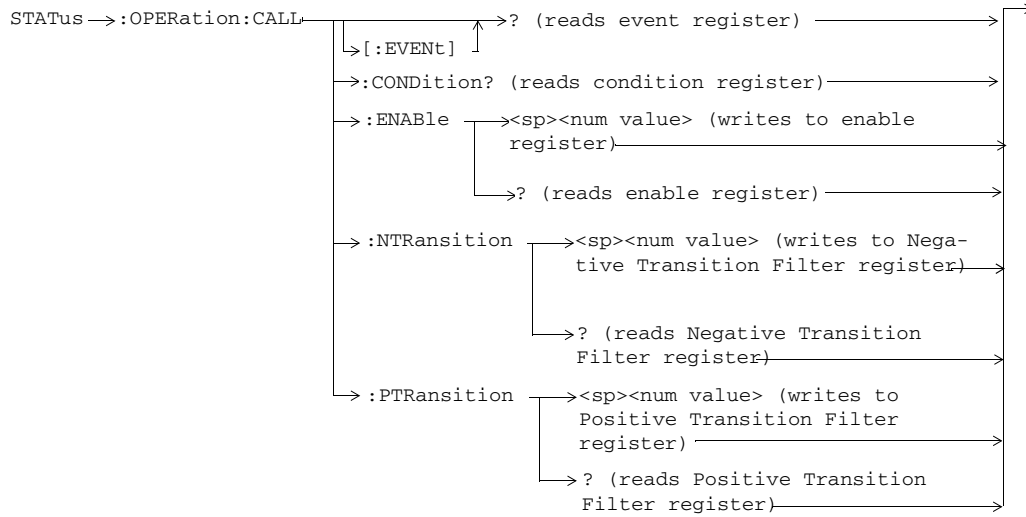 STATus :OPERation:CALL ? (reads event register)
[:EVENt]
:CONDition? (reads condition register)
:ENABle <sp><num value> (writes to enable
register)
? (reads enable register)
:NTRansition <sp><num value> (writes to Nega-
tive Transition Filter register)
? (reads Negative Transition
Filter register)
:PTRansition <sp><num value> (writes to
Positive Transition Filter
register)
? (reads Positive Transition
Filter register)